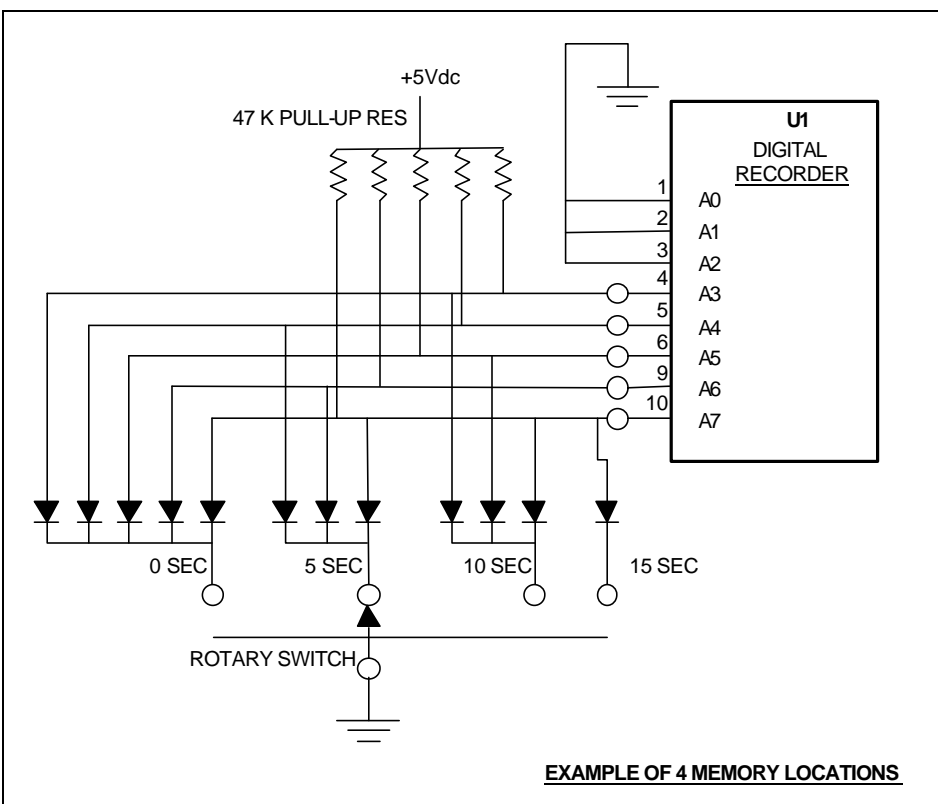 +5Vdc
47 K PULL-UP RES
U1
DIGITAL
RECORDER
1 A0
2 A1
3 A2
4 A3
5 A4
6 A5
9 A6
10 A7
0 SEC 5 SEC 10 SEC 15 SEC
ROTARY SWITCH
EXAMPLE OF 4 MEMORY LOCATIONS